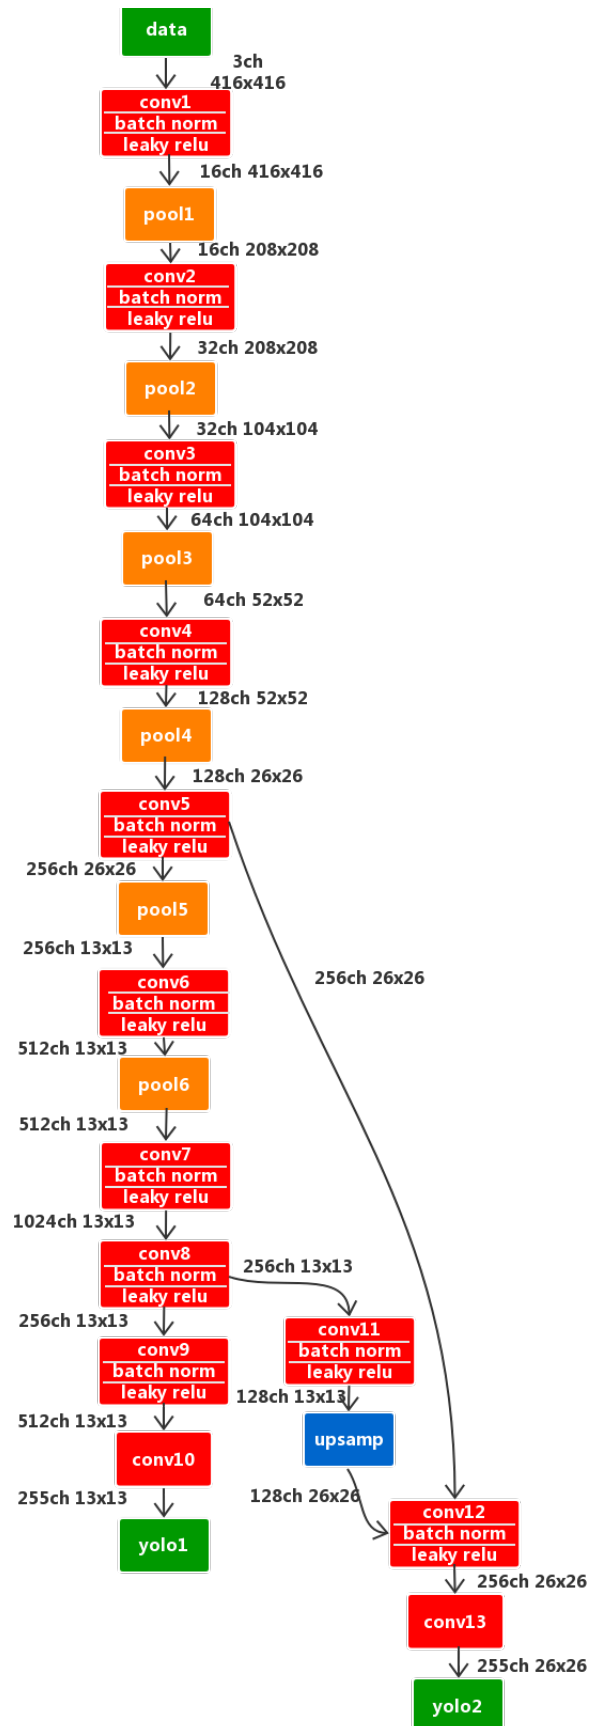 data
3ch
416x416
conv1
batch norm
leaky relu
16ch 416x416
pool1
16ch 208x208
conv2
batch norm
leaky relu
32ch 208x208
pool2
32ch 104x104
conv3
batch norm
leaky relu
64ch 104x104
pool3
64ch 52x52
conv4
batch norm
leaky relu
128ch 52x52
pool4
128ch 26x26
conv5
batch norm
leaky relu
256ch 26x26
pool5
256ch 13x13
256ch 26x26
conv6
batch norm
leaky relu
512ch 13x13
pool6
512ch 13x13
conv7
batch norm
leaky relu
1024ch 13x13
conv8
batch norm
leaky relu
256ch 13x13
256ch 13x13
conv9
batch norm
leaky relu
512ch 13x13
conv10
255ch 13x13
yolo1
conv11
batch norm
leaky relu
128ch 13x13
upsamp
128ch 26x26
conv12
batch norm
leaky relu
256ch 26x26
conv13
255ch 26x26
yolo2